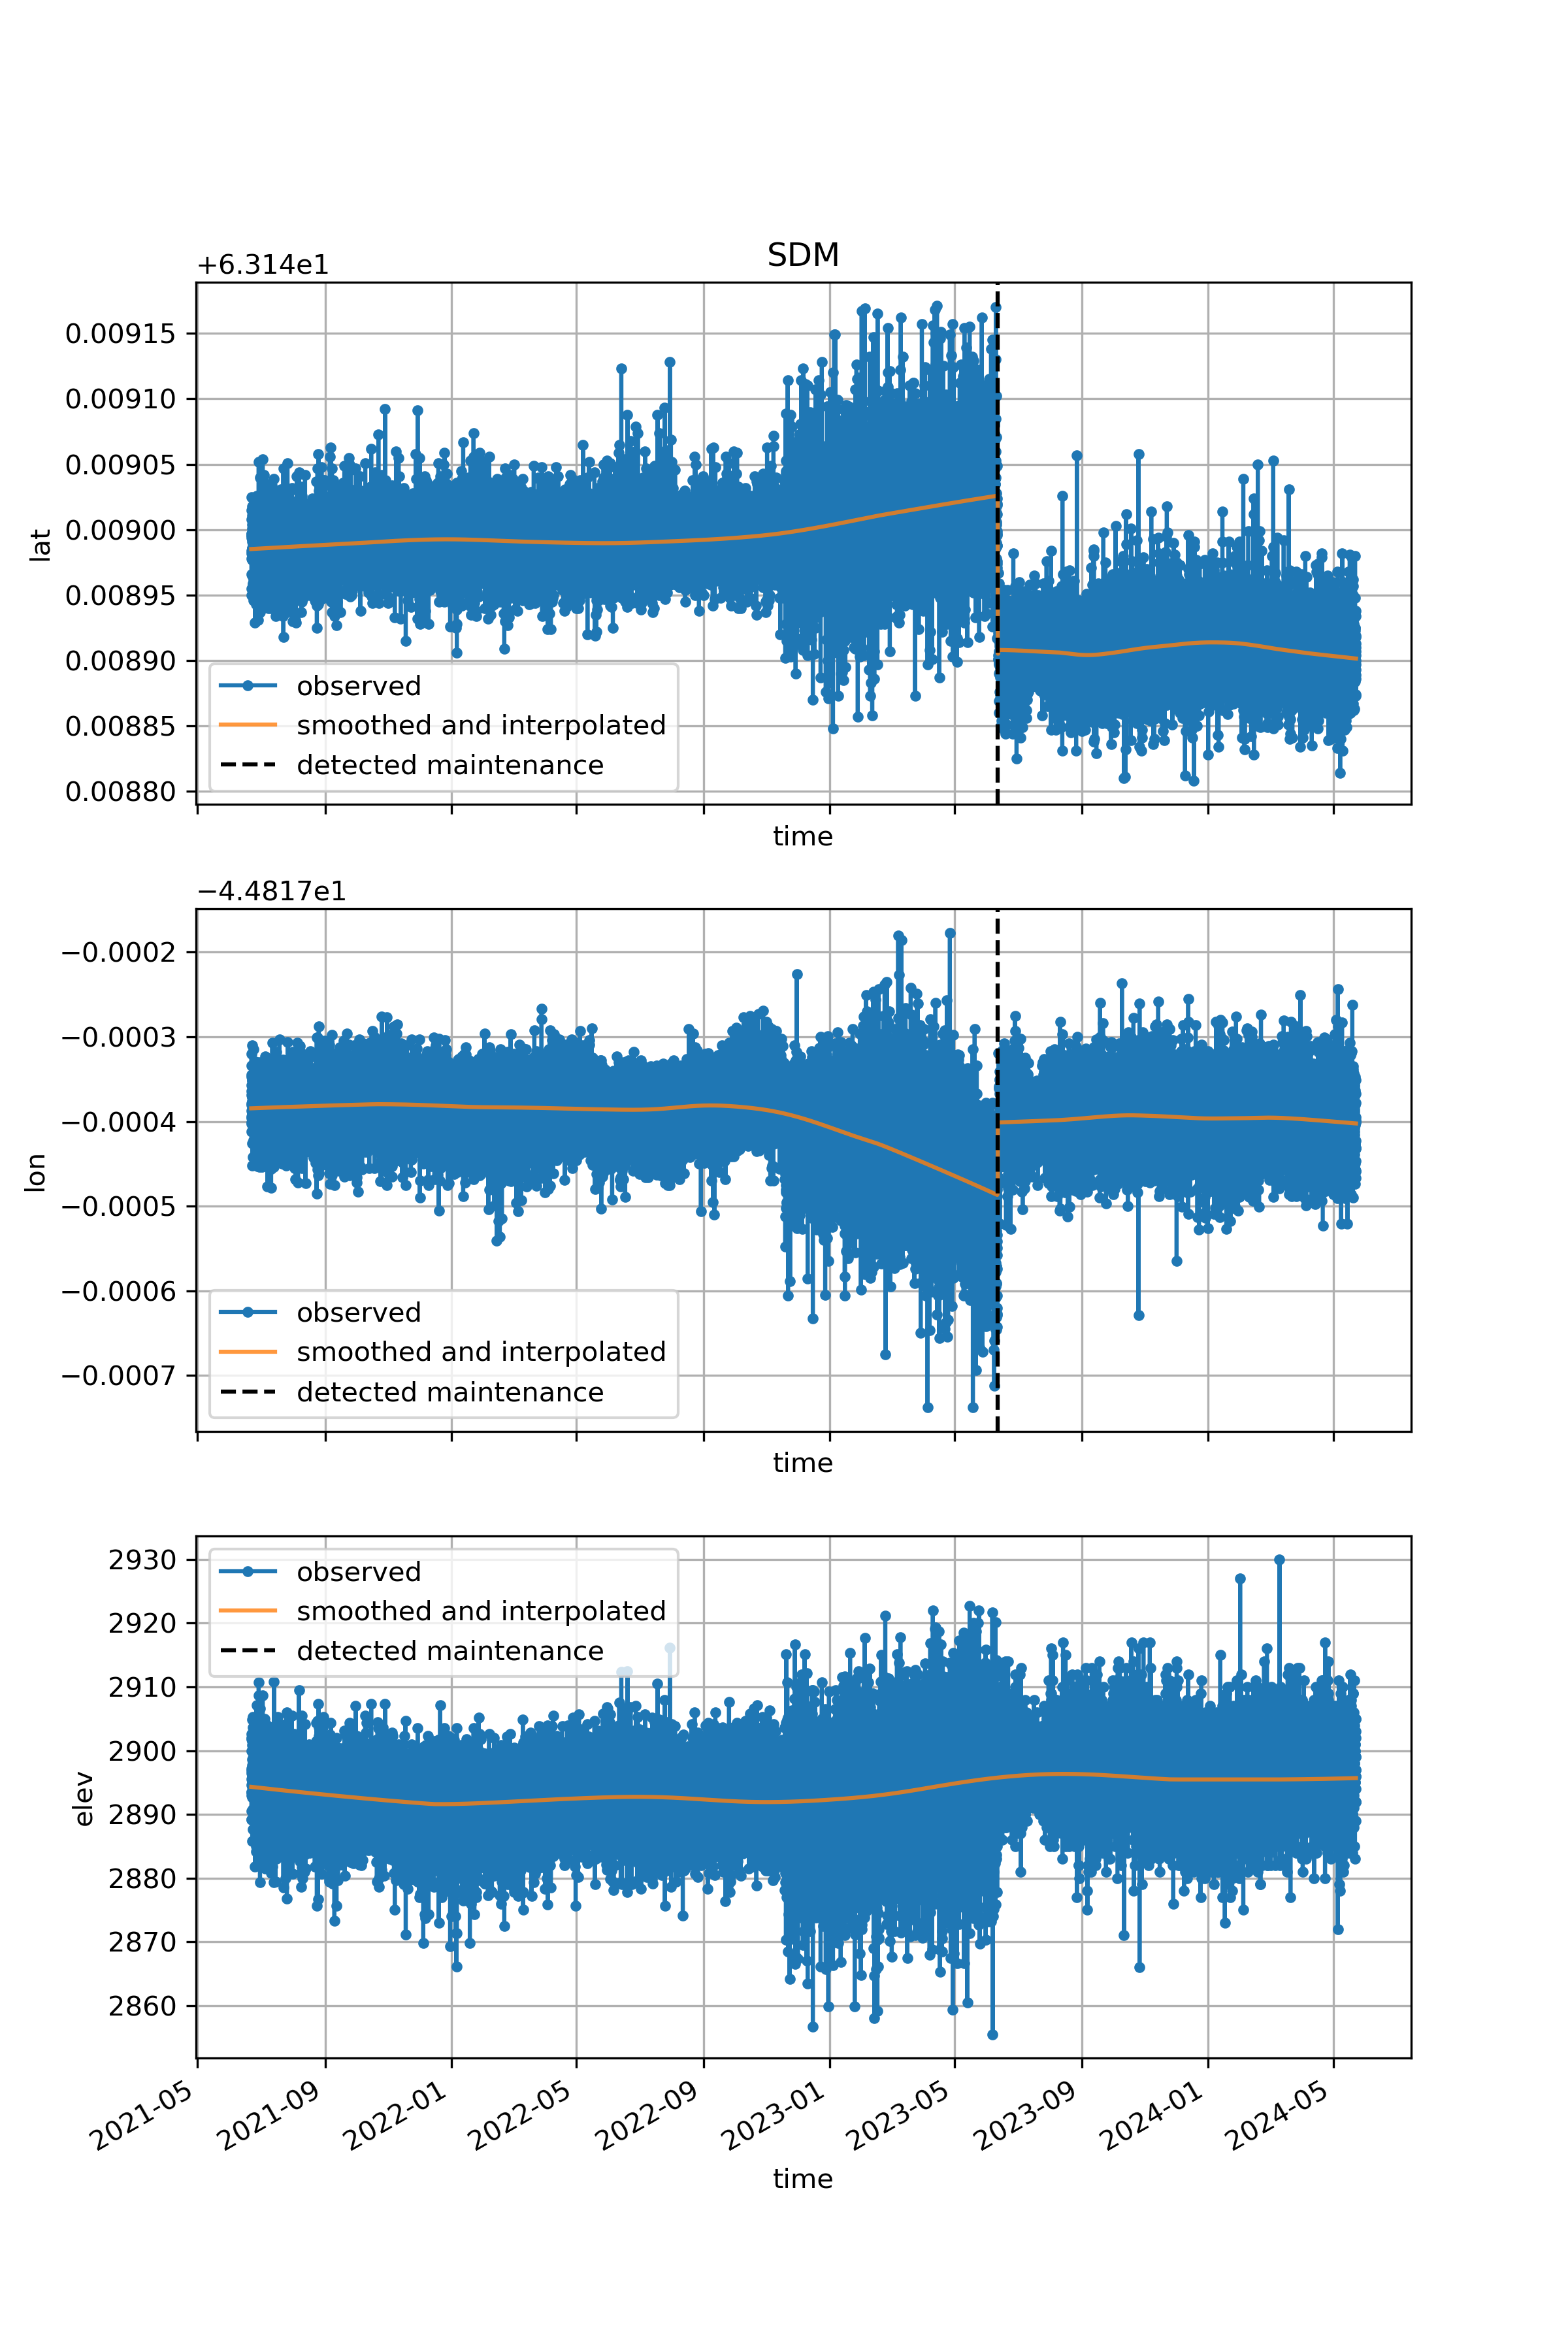 SDM
+6.314e1
0.00915
0.00910
0.00905
0.00900
0.00895
0.00890
0.00885
0.00880
lat
observed
smoothed and interpolated
detected maintenance
time
−4.4817e1
−0.0002
−0.0003
−0.0004
−0.0005
−0.0006
−0.0007
lon
observed
smoothed and interpolated
detected maintenance
time
2930
2920
2910
2900
2890
2880
2870
2860
elev
observed
smoothed and interpolated
detected maintenance
2021-05
2021-09
2022-01
2022-05
2022-09
2023-01
2023-05
2023-09
2024-01
2024-05
time